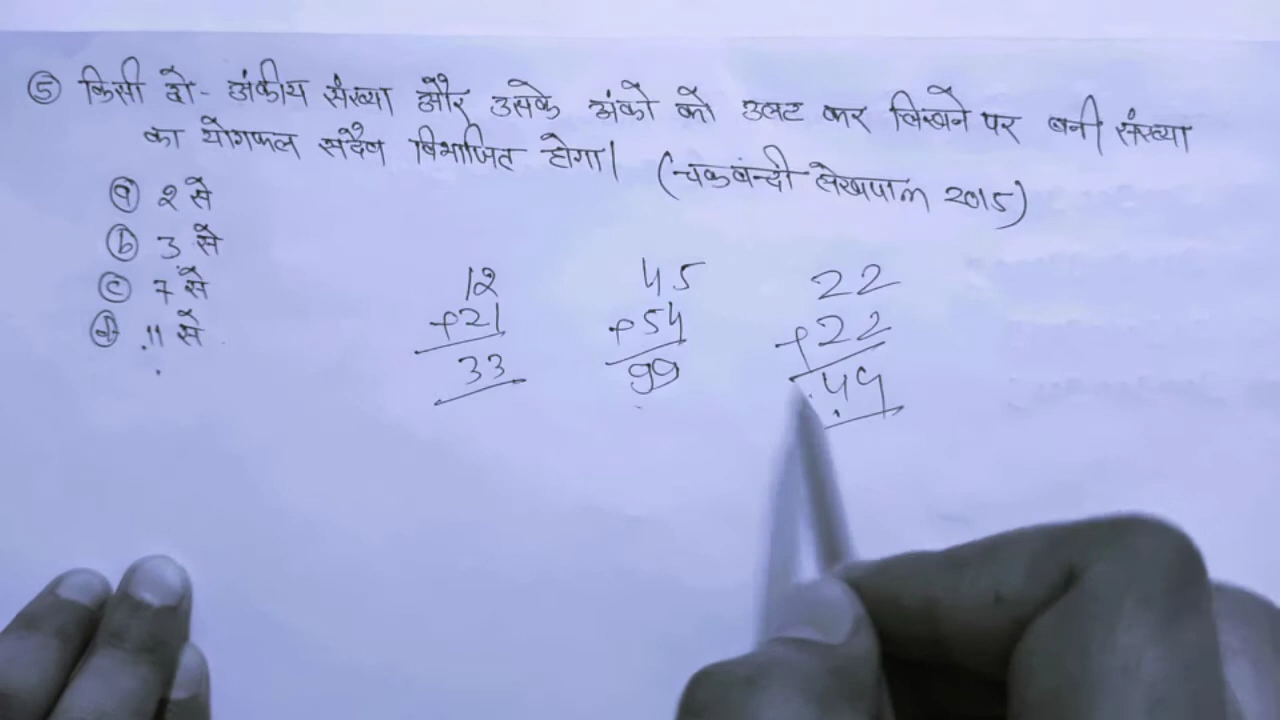 ⑤ किसी दो- अंकीय संख्या और उसके अंको को उलट कर लिखने पर बनी संख्या
का योगफल सदैव विभाजित होगा। (चकबन्दी लेखपाल 2015)
ⓐ 2 से
ⓑ 3 से
ⓒ 7 से
ⓓ 11 से
12
+21
33
45
+54
99
22
+22
44